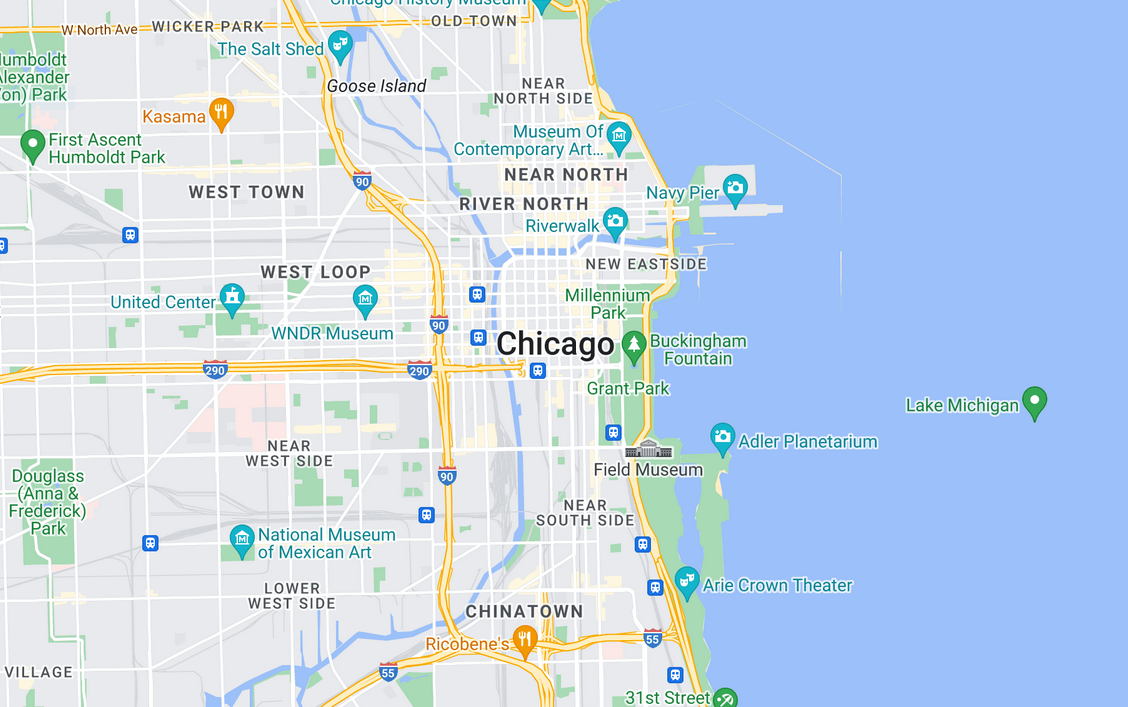 Chicago History Museum
OLD TOWN
W North Ave
WICKER PARK
The Salt Shed
umboldt
Alexander
on) Park
Goose Island
NEAR
NORTH SIDE
Kasama
First Ascent
Humboldt Park
Museum Of
Contemporary Art...
NEAR NORTH
WEST TOWN
90
RIVER NORTH
Navy Pier
Riverwalk
NEW EASTSIDE
WEST LOOP
United Center
WNDR Museum
90
Millennium
Park
Chicago
Buckingham
Fountain
290
290
Grant Park
Lake Michigan
Adler Planetarium
Field Museum
NEAR
WEST SIDE
90
Douglass
(Anna &
Frederick)
Park
NEAR
SOUTH SIDE
National Museum
of Mexican Art
LOWER
WEST SIDE
Arie Crown Theater
CHINATOWN
Ricobene's
55
55
VILLAGE
31st Street